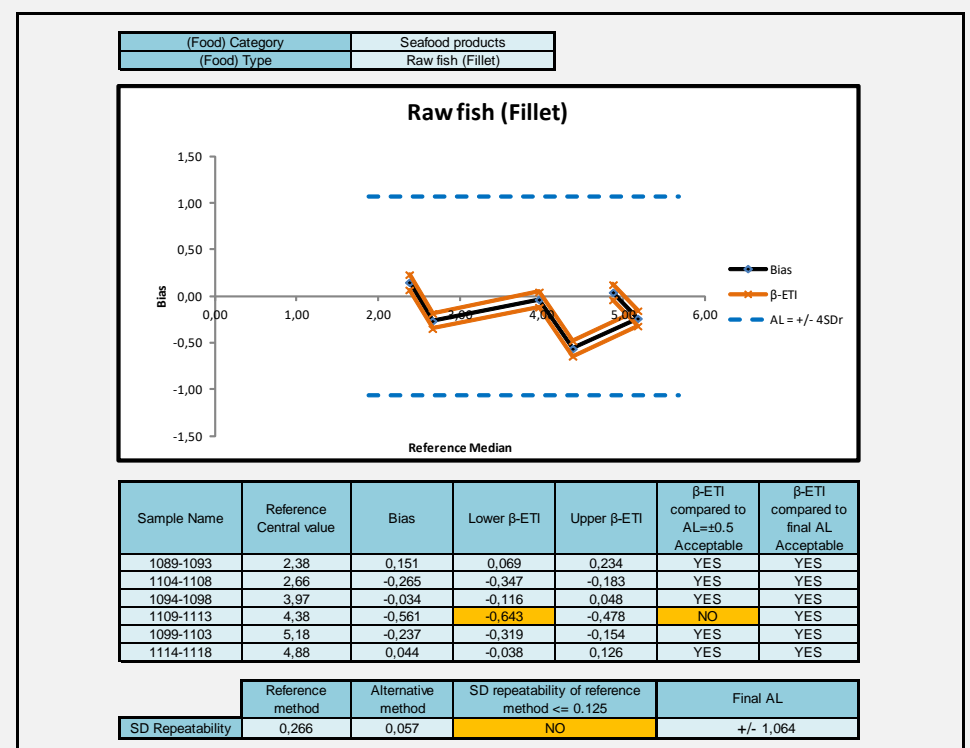 (Food) Category Seafood products
(Food) Type Raw fish (Fillet)
Raw fish (Fillet)
1,50
1,00
0,50
0,00
-0,50
-1,00
-1,50
0,00 1,00 2,00 3,00 4,00 5,00 6,00
Bias
Reference Median
Bias
β-ETI
AL = +/- 4SDr
Sample Name Reference Central value Bias Lower β-ETI Upper β-ETI β-ETI compared to AL=±0.5 Acceptable β-ETI compared to final AL Acceptable
1089-1093 2,38 0,151 0,069 0,234 YES YES
1104-1108 2,66 -0,265 -0,347 -0,183 YES YES
1094-1098 3,97 -0,034 -0,116 0,048 YES YES
1109-1113 4,38 -0,561 -0,643 -0,478 NO YES
1099-1103 5,18 -0,237 -0,319 -0,154 YES YES
1114-1118 4,88 0,044 -0,038 0,126 YES YES
Reference method Alternative method SD repeatability of reference method <= 0.125 Final AL
SD Repeatability 0,266 0,057 NO +/- 1,064